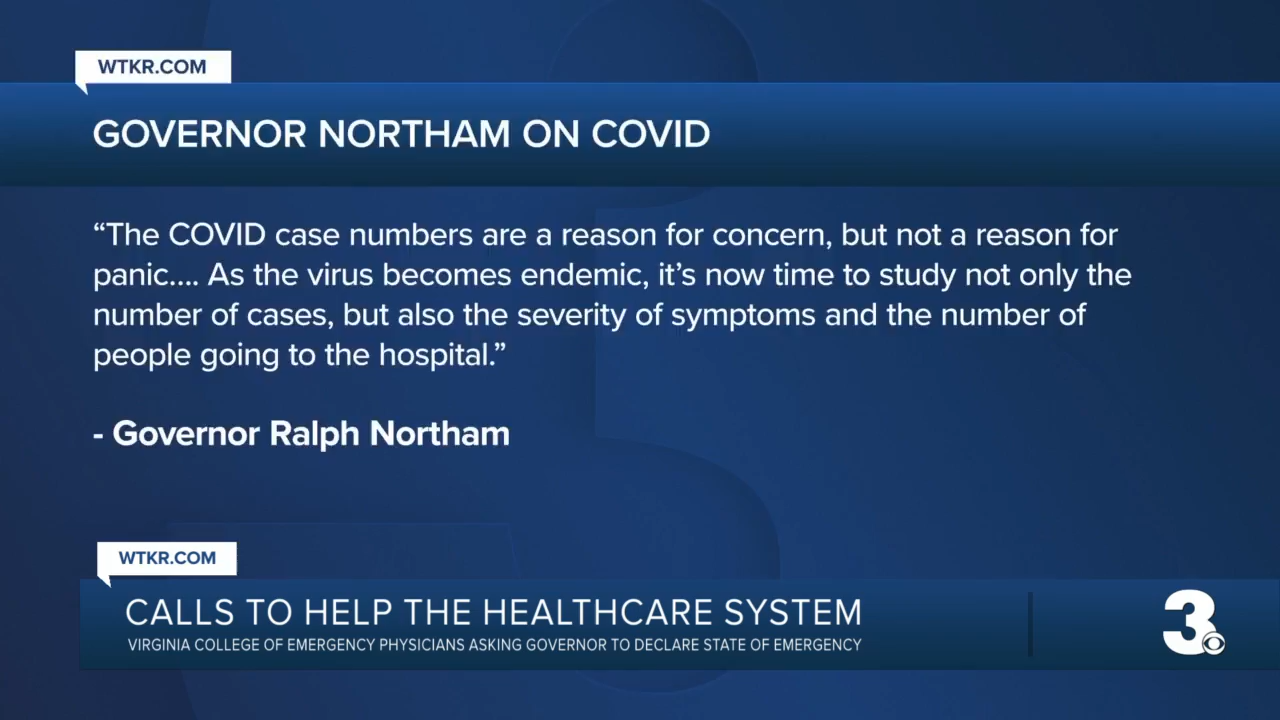 WTKR.COM
GOVERNOR NORTHAM ON COVID
“The COVID case numbers are a reason for concern, but not a reason for
panic.... As the virus becomes endemic, it’s now time to study not only the
number of cases, but also the severity of symptoms and the number of
people going to the hospital.”
- Governor Ralph Northam
WTKR.COM
CALLS TO HELP THE HEALTHCARE SYSTEM
VIRGINIA COLLEGE OF EMERGENCY PHYSICIANS ASKING GOVERNOR TO DECLARE STATE OF EMERGENCY
3